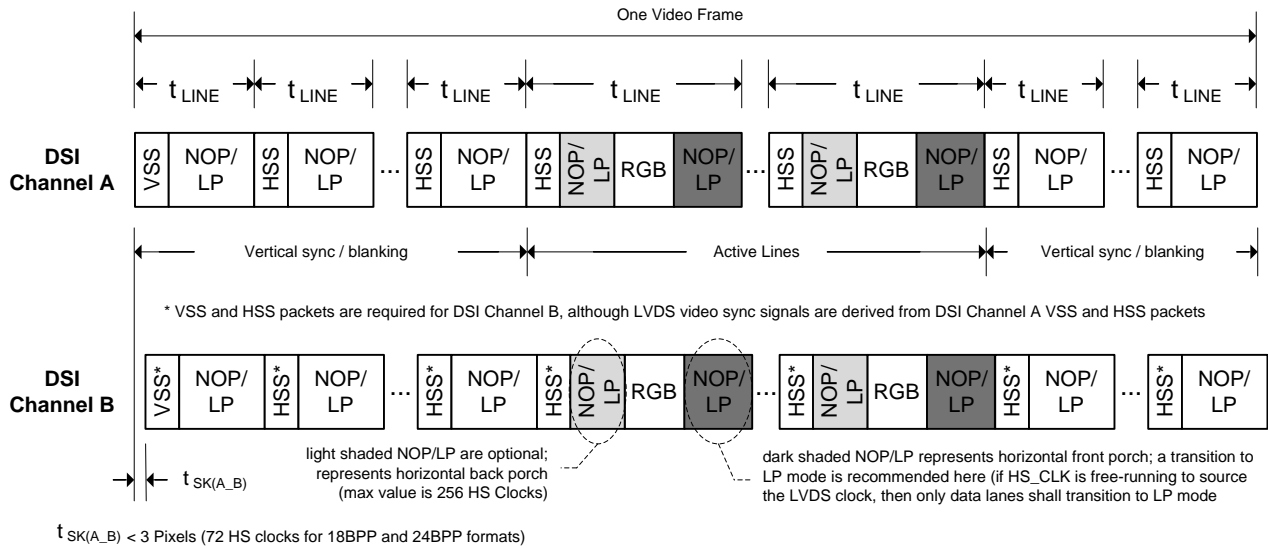 One Video Frame
t LINE t LINE t LINE t LINE t LINE t LINE t LINE
DSI
Channel A
VSS NOP/
LP HSS NOP/
LP ... HSS NOP/
LP HSS NOP/
LP RGB NOP/
LP ... HSS NOP/
LP RGB NOP/
LP HSS NOP/
LP ... HSS NOP/
LP
Vertical sync / blanking Active Lines Vertical sync / blanking
* VSS and HSS packets are required for DSI Channel B, although LVDS video sync signals are derived from DSI Channel A VSS and HSS packets
DSI
Channel B
VSS* NOP/
LP HSS* NOP/
LP ... HSS* NOP/
LP HSS* NOP/
LP RGB NOP/
LP ... HSS* NOP/
LP RGB NOP/
LP HSS* NOP/
LP ... HSS* NOP/
LP
t SK(A_B)
light shaded NOP/LP are optional;
represents horizontal back porch
(max value is 256 HS Clocks)
dark shaded NOP/LP represents horizontal front porch; a transition to
LP mode is recommended here (if HS_CLK is free-running to source
the LVDS clock, then only data lanes shall transition to LP mode
t SK(A_B) < 3 Pixels (72 HS clocks for 18BPP and 24BPP formats)